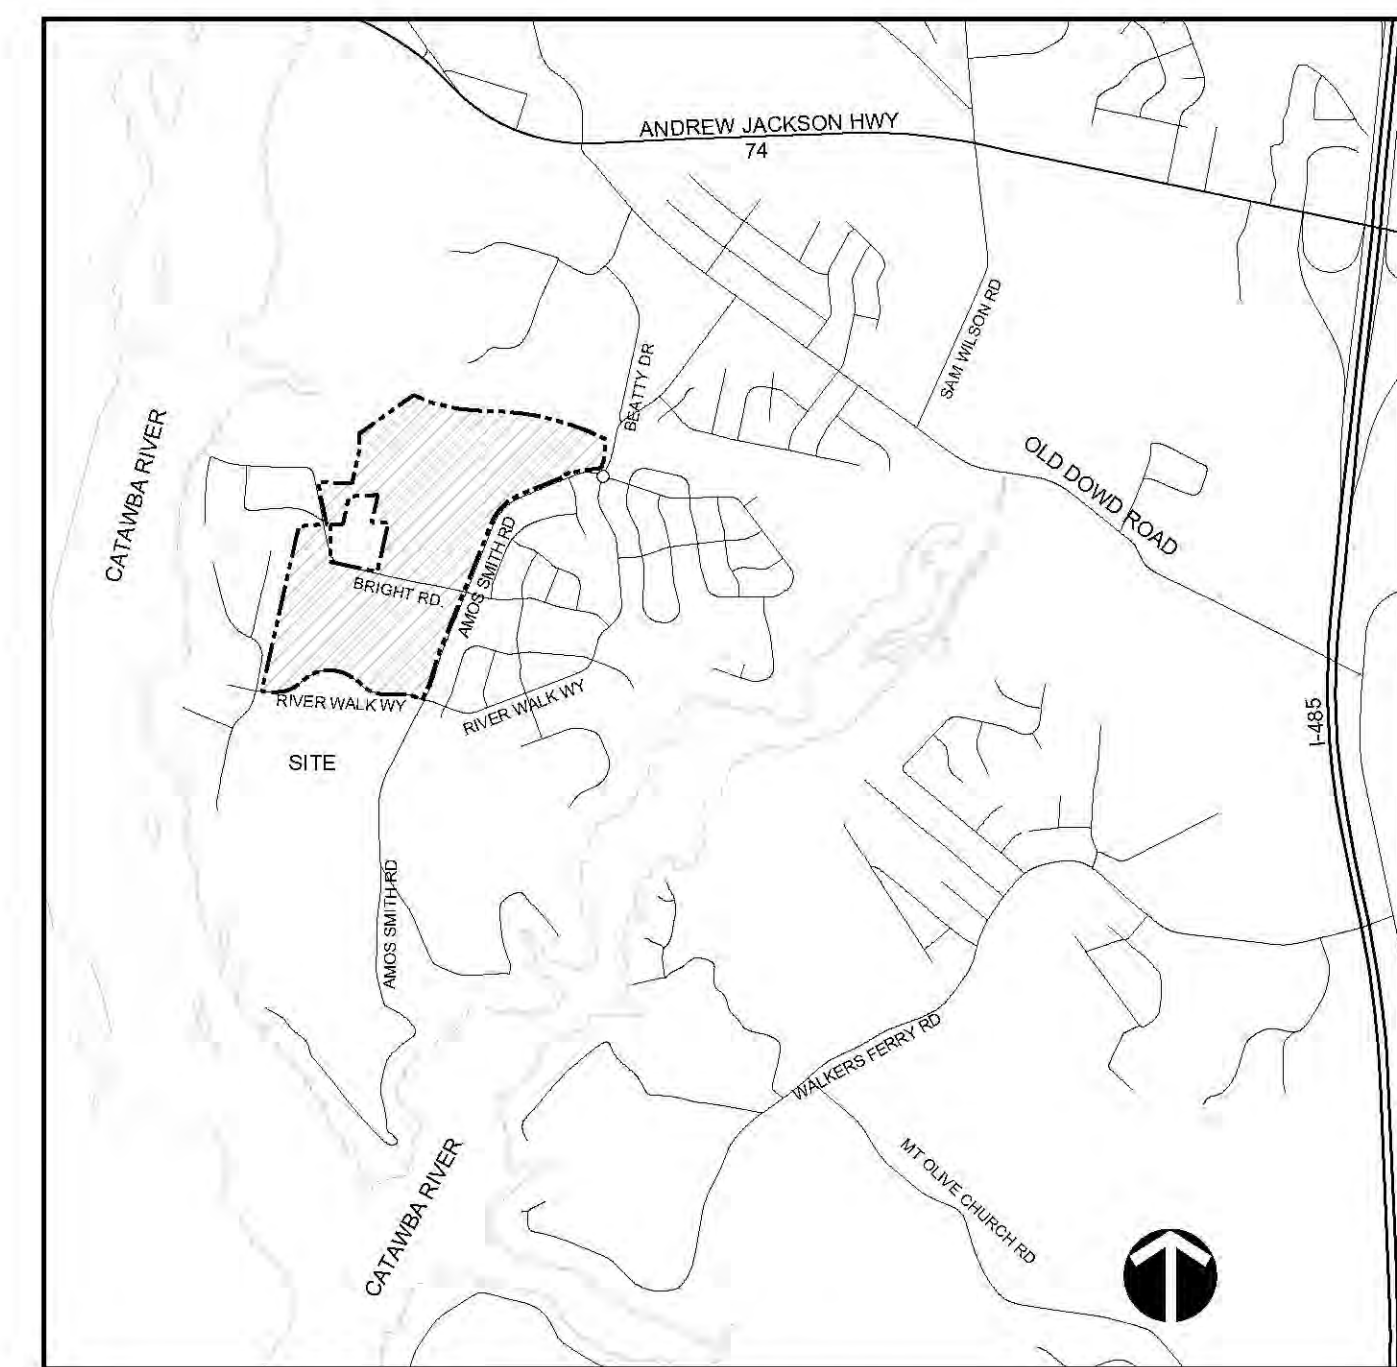 ANDREW JACKSON HWY
74
SAM WILSON RD
BEATTY DR
CATAWBA RIVER
OLD DOWD ROAD
AMOS SMITH RD
BRIGHT RD.
RIVER WALK WY
RIVER WALK WY
SITE
I-485
AMOS SMITH RD
WALKERS FERRY RD
CATAWBA RIVER
MT OLIVE CHURCH RD